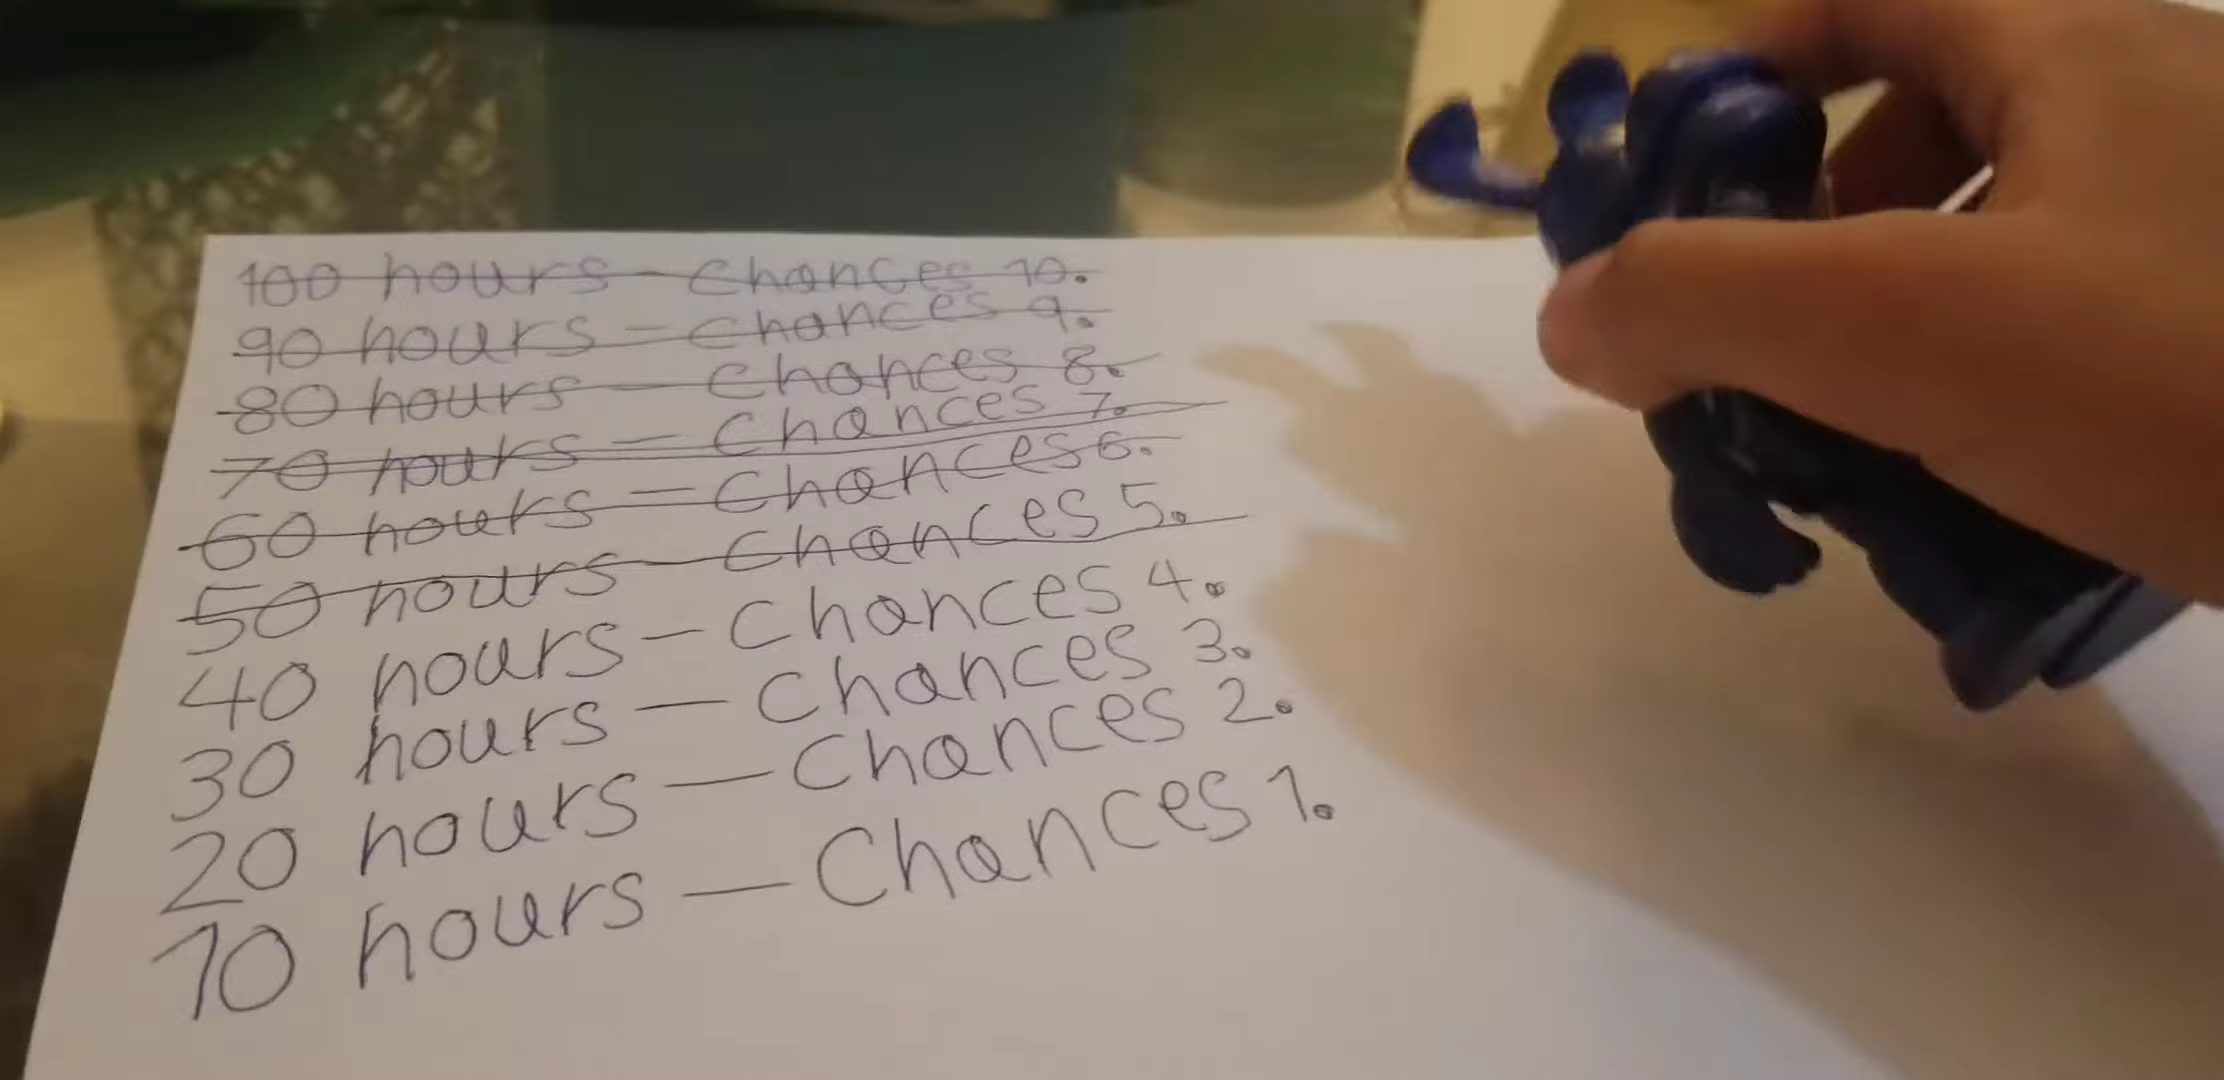 100 hours - Chances 10.
90 hours - Chances 9.
80 hours - Chances 8.
70 hours - Chances 7.
60 hours - Chances 6.
50 hours - Chances 5.
40 hours - Chances 4.
30 hours - Chances 3.
20 hours - Chances 2.
10 hours - Chances 1.